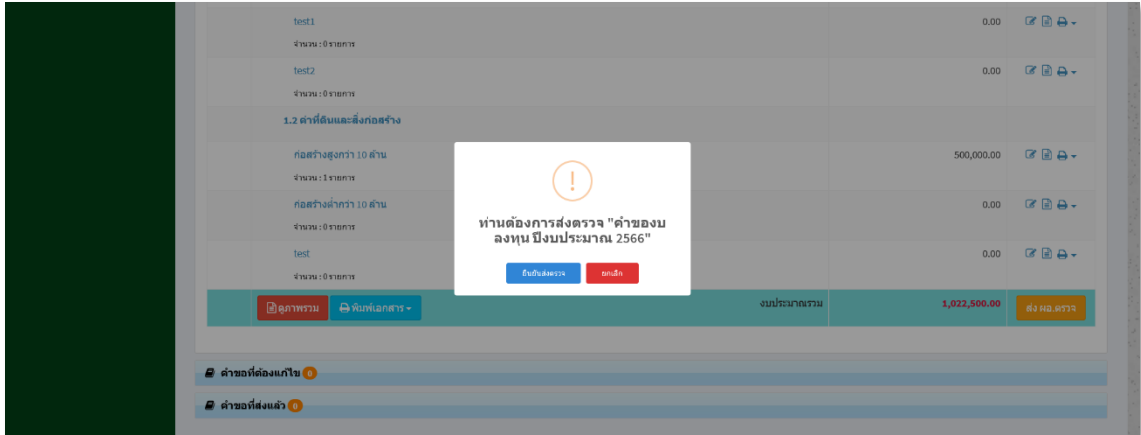 test1
0.00
จำนวน : 0 รายการ
test2
0.00
จำนวน : 0 รายการ
1.2 ค่าที่ดินและสิ่งก่อสร้าง
ก่อสร้างสูงกว่า 10 ล้าน
500,000.00
จำนวน : 1 รายการ
ก่อสร้างต่ำกว่า 10 ล้าน
0.00
จำนวน : 0 รายการ
test
0.00
จำนวน : 0 รายการ
!
ท่านต้องการส่งตรวจ "คำของบ
ลงทุน ปีงบประมาณ 2566"
ยืนยันส่งตรวจ ยกเลิก
ดูภาพรวม พิมพ์เอกสาร งบประมาณรวม 1,022,500.00 ส่ง ผอ.ตรวจ
คำขอที่ต้องแก้ไข 0
คำขอที่ส่งแล้ว 0